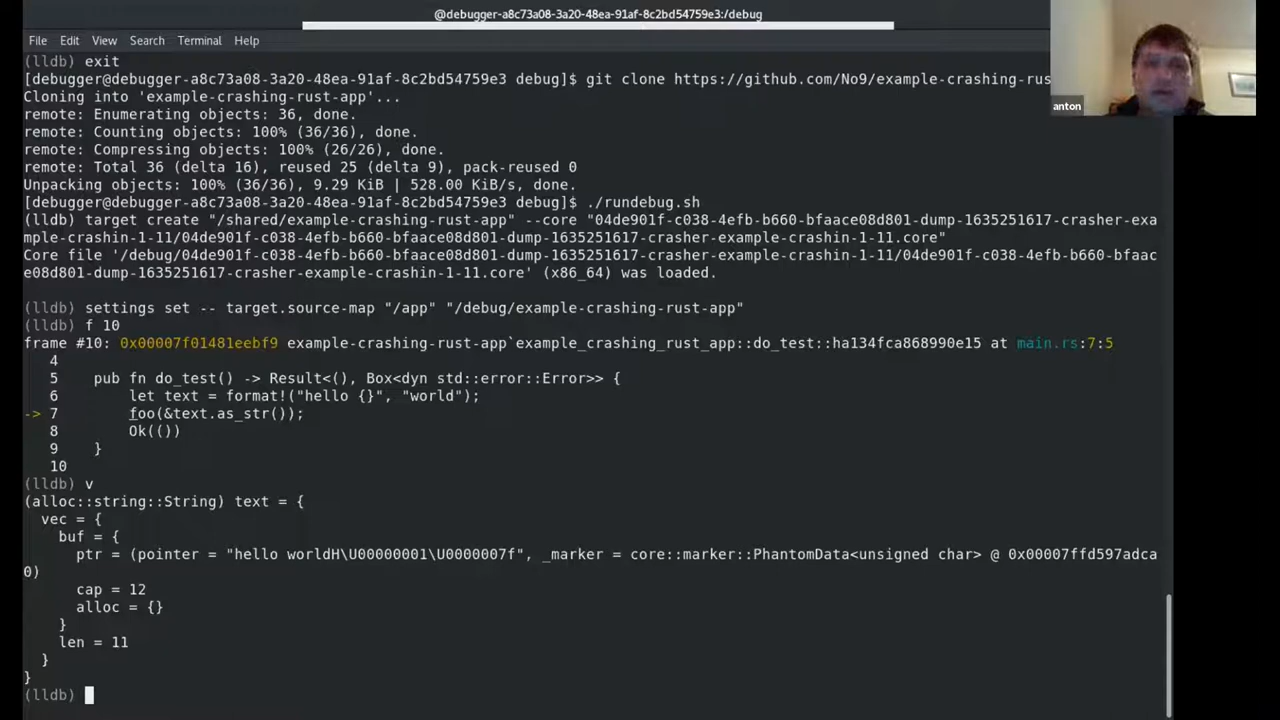 @debugger-a8c73a08-3a20-48ea-91af-8c2bd54759e3:/debug
File Edit View Search Terminal Help
(lldb) exit
[debugger@debugger-a8c73a08-3a20-48ea-91af-8c2bd54759e3 debug]$ git clone https://github.com/No9/example-crashing-rus
anton
Cloning into 'example-crashing-rust-app'...
remote: Enumerating objects: 36, done.
remote: Counting objects: 100% (36/36), done.
remote: Compressing objects: 100% (26/26), done.
remote: Total 36 (delta 16), reused 25 (delta 9), pack-reused 0
Unpacking objects: 100% (36/36), 9.29 KiB | 528.00 KiB/s, done.
[debugger@debugger-a8c73a08-3a20-48ea-91af-8c2bd54759e3 debug]$ ./rundebug.sh
(lldb) target create "/shared/example-crashing-rust-app" --core "04de901f-c038-4efb-b660-bfaace08d801-dump-1635251617-crasher-exa
mple-crashin-1-11/04de901f-c038-4efb-b660-bfaace08d801-dump-1635251617-crasher-example-crashin-1-11.core"
Core file '/debug/04de901f-c038-4efb-b660-bfaace08d801-dump-1635251617-crasher-example-crashin-1-11/04de901f-c038-4efb-b660-bfaac
e08d801-dump-1635251617-crasher-example-crashin-1-11.core' (x86_64) was loaded.
(lldb) settings set -- target.source-map "/app" "/debug/example-crashing-rust-app"
(lldb) f 10
frame #10: 0x00007f01481eebf9 example-crashing-rust-app`example_crashing_rust_app::do_test::ha134fca868990e15 at main.rs:7:5
4
5 pub fn do_test() -> Result<(), Box<dyn std::error::Error>> {
6 let text = format!("hello {}", "world");
-> 7 foo(&text.as_str());
8 Ok(())
9 }
10
(lldb) v
(alloc::string::String) text = {
vec = {
buf = {
ptr = (pointer = "hello worldH\U00000001\U0000007f", _marker = core::marker::PhantomData<unsigned char> @ 0x00007ffd597adca
0)
cap = 12
alloc = {}
}
len = 11
}
}
(lldb)